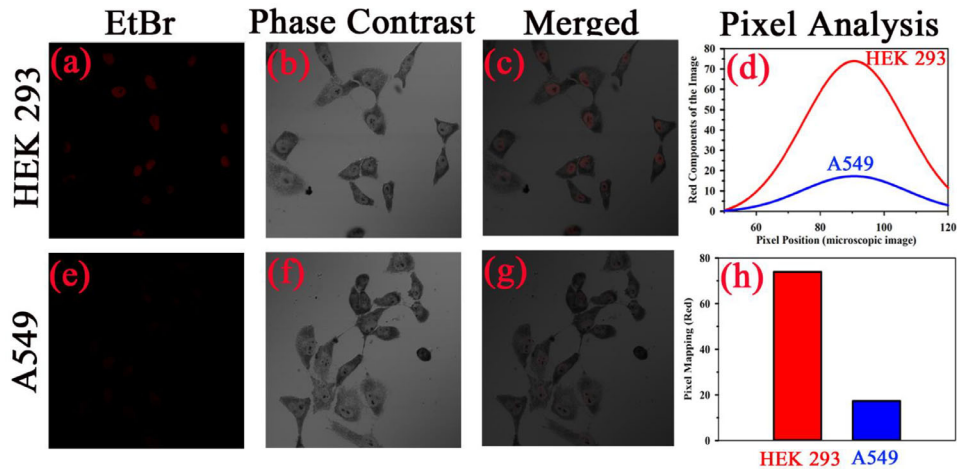 EtBr Phase Contrast Merged Pixel Analysis
HEK 293
(a) (b) (c) (d)
HEK 293
A549
Red Components of the Image
80
70
60
50
40
30
20
10
0
60 80 100 120
Pixel Position (microscopic image)
A549
(e) (f) (g) (h)
Pixel Mapping (Red)
80
60
40
20
0
HEK 293 A549